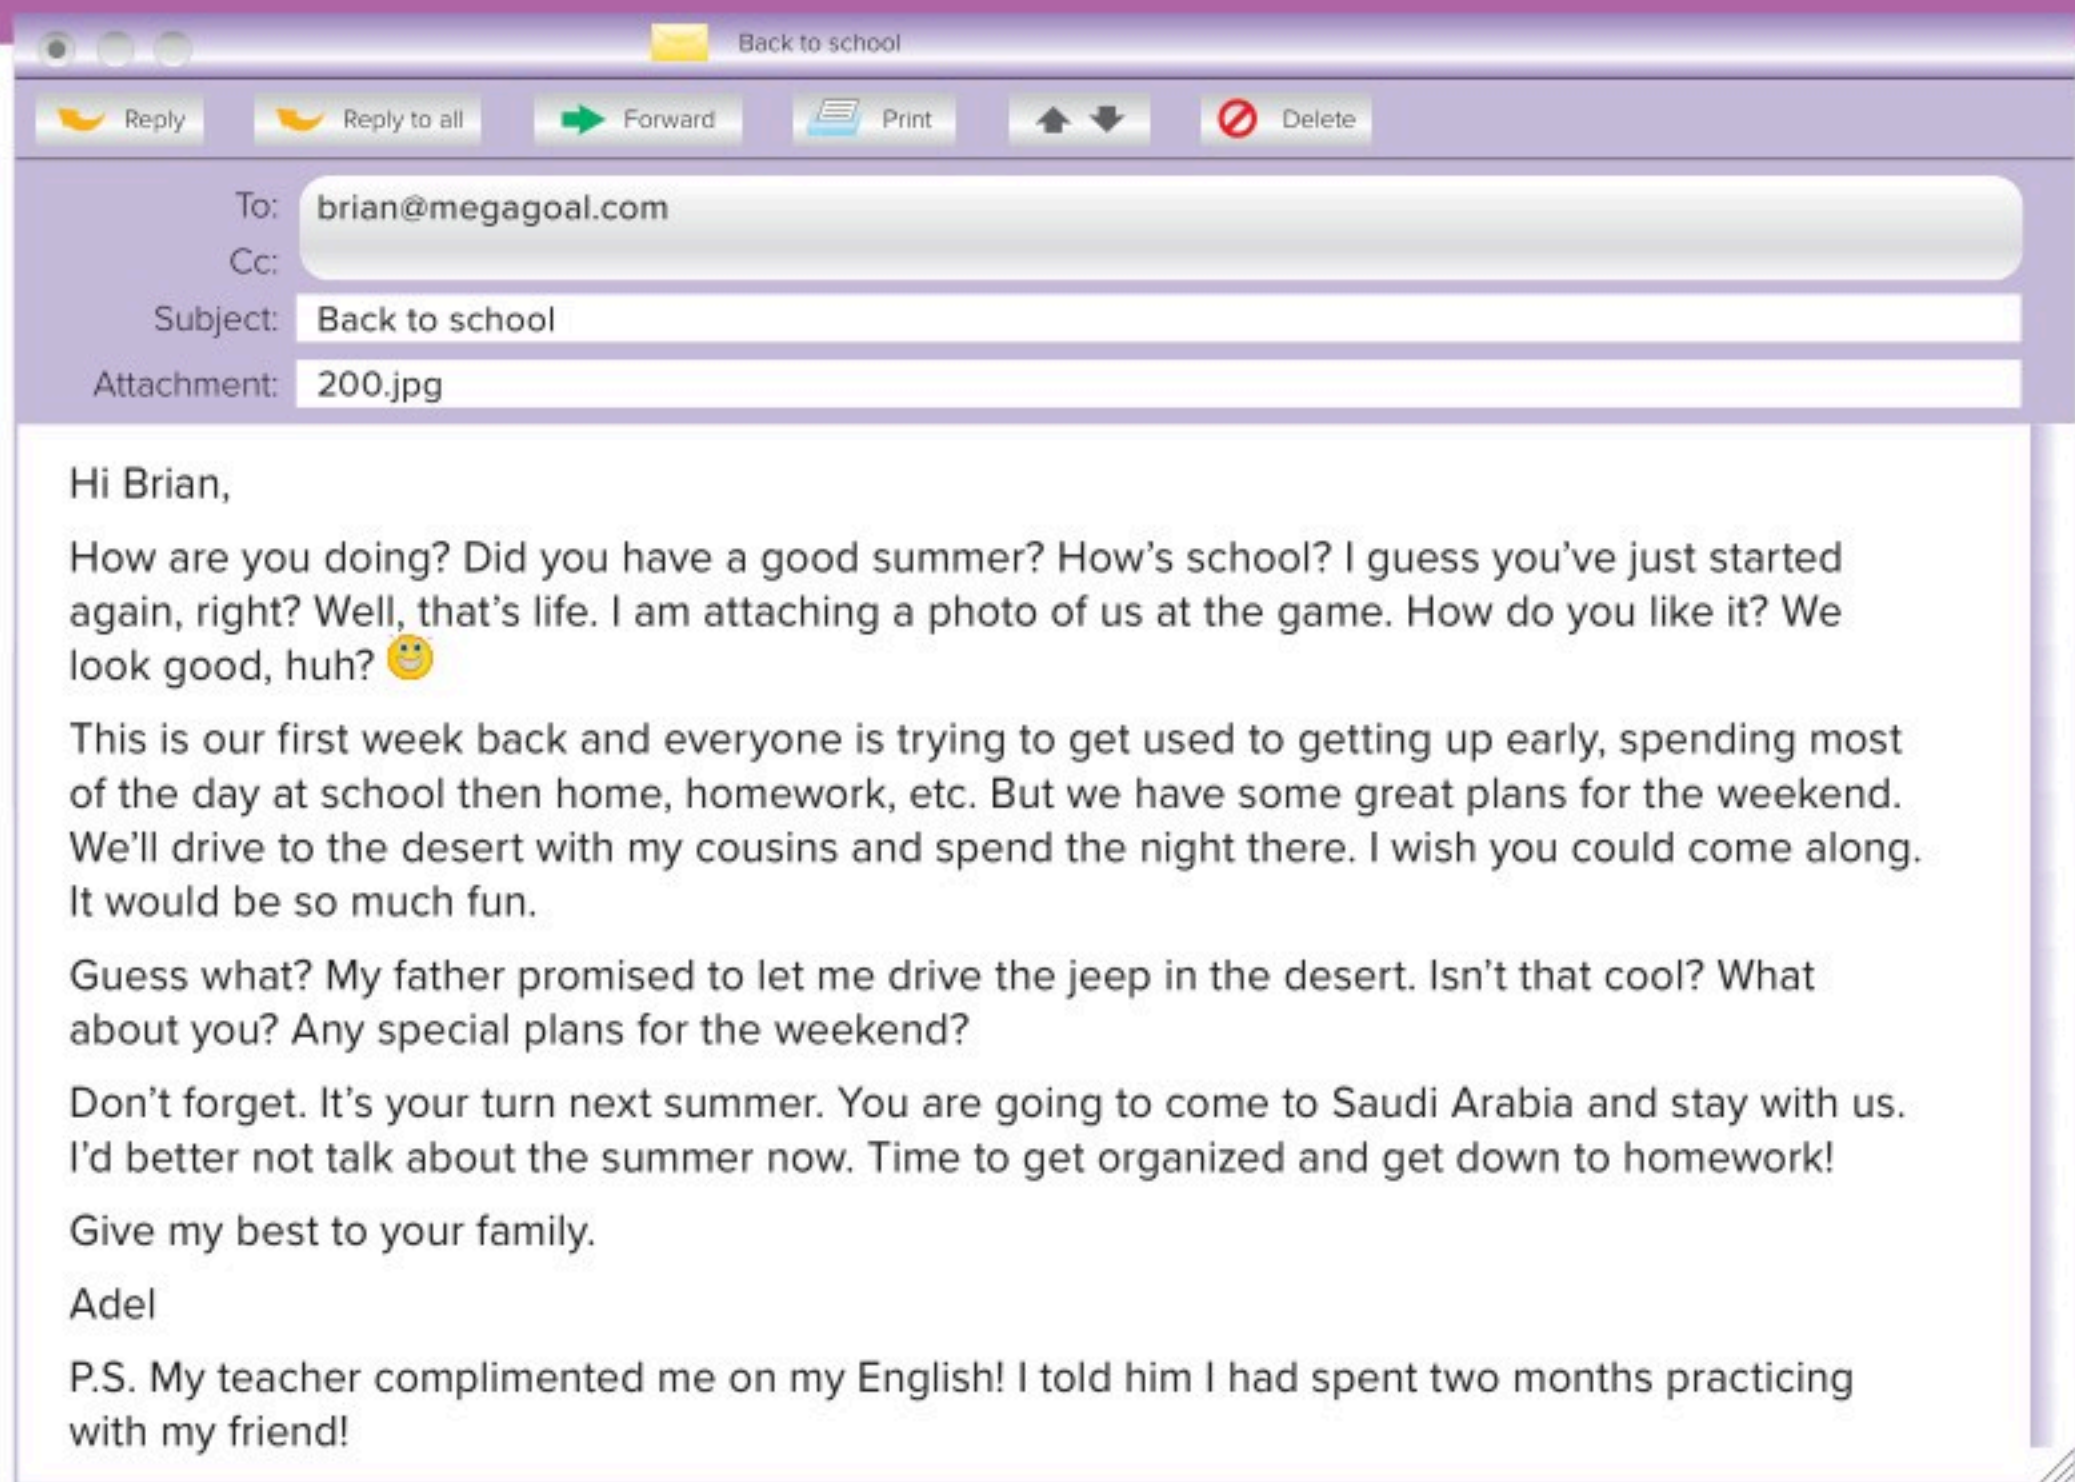 Back to school
Reply
Reply to all
Forward
Print
Delete
To: brian@megagoal.com
Cc:
Subject: Back to school
Attachment: 200.jpg
Hi Brian,
How are you doing? Did you have a good summer? How's school? I guess you've just started
again, right? Well, that's life. I am attaching a photo of us at the game. How do you like it? We
look good, huh?
This is our first week back and everyone is trying to get used to getting up early, spending most
of the day at school then home, homework, etc. But we have some great plans for the weekend.
We'll drive to the desert with my cousins and spend the night there. I wish you could come along.
It would be so much fun.
Guess what? My father promised to let me drive the jeep in the desert. Isn't that cool? What
about you? Any special plans for the weekend?
Don't forget. It's your turn next summer. You are going to come to Saudi Arabia and stay with us.
I'd better not talk about the summer now. Time to get organized and get down to homework!
Give my best to your family.
Adel
P.S. My teacher complimented me on my English! I told him I had spent two months practicing
with my friend!